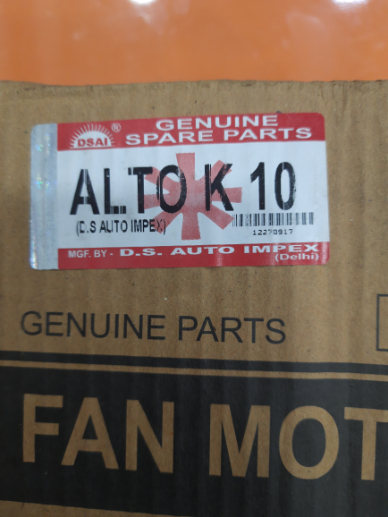 DSAI ®
GENUINE
SPARE PARTS
ALTO K 10
(D.S AUTO IMPEX)
12270917
MGF. BY - D.S. AUTO IMPEX
(Delhi)
GENUINE PARTS
FAN MOT